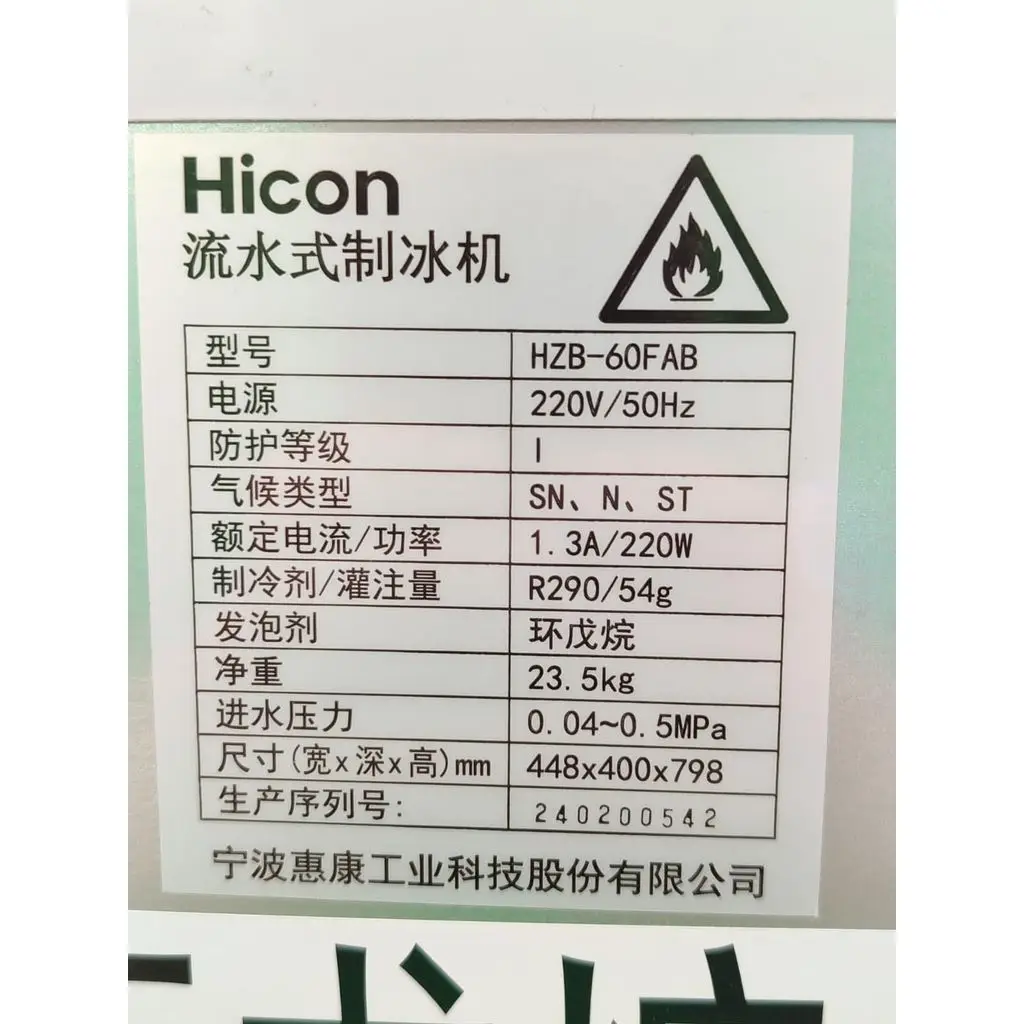 Hicon
流水式制冰机
型号 HZB-60FAB
电源 220V/50Hz
防护等级 I
气候类型 SN、N、ST
额定电流/功率 1.3A/220W
制冷剂/灌注量 R290/54g
发泡剂 环戊烷
净重 23.5kg
进水压力 0.04~0.5MPa
尺寸(宽x深x高)mm 448x400x798
生产序列号: 240200542
宁波惠康工业科技股份有限公司